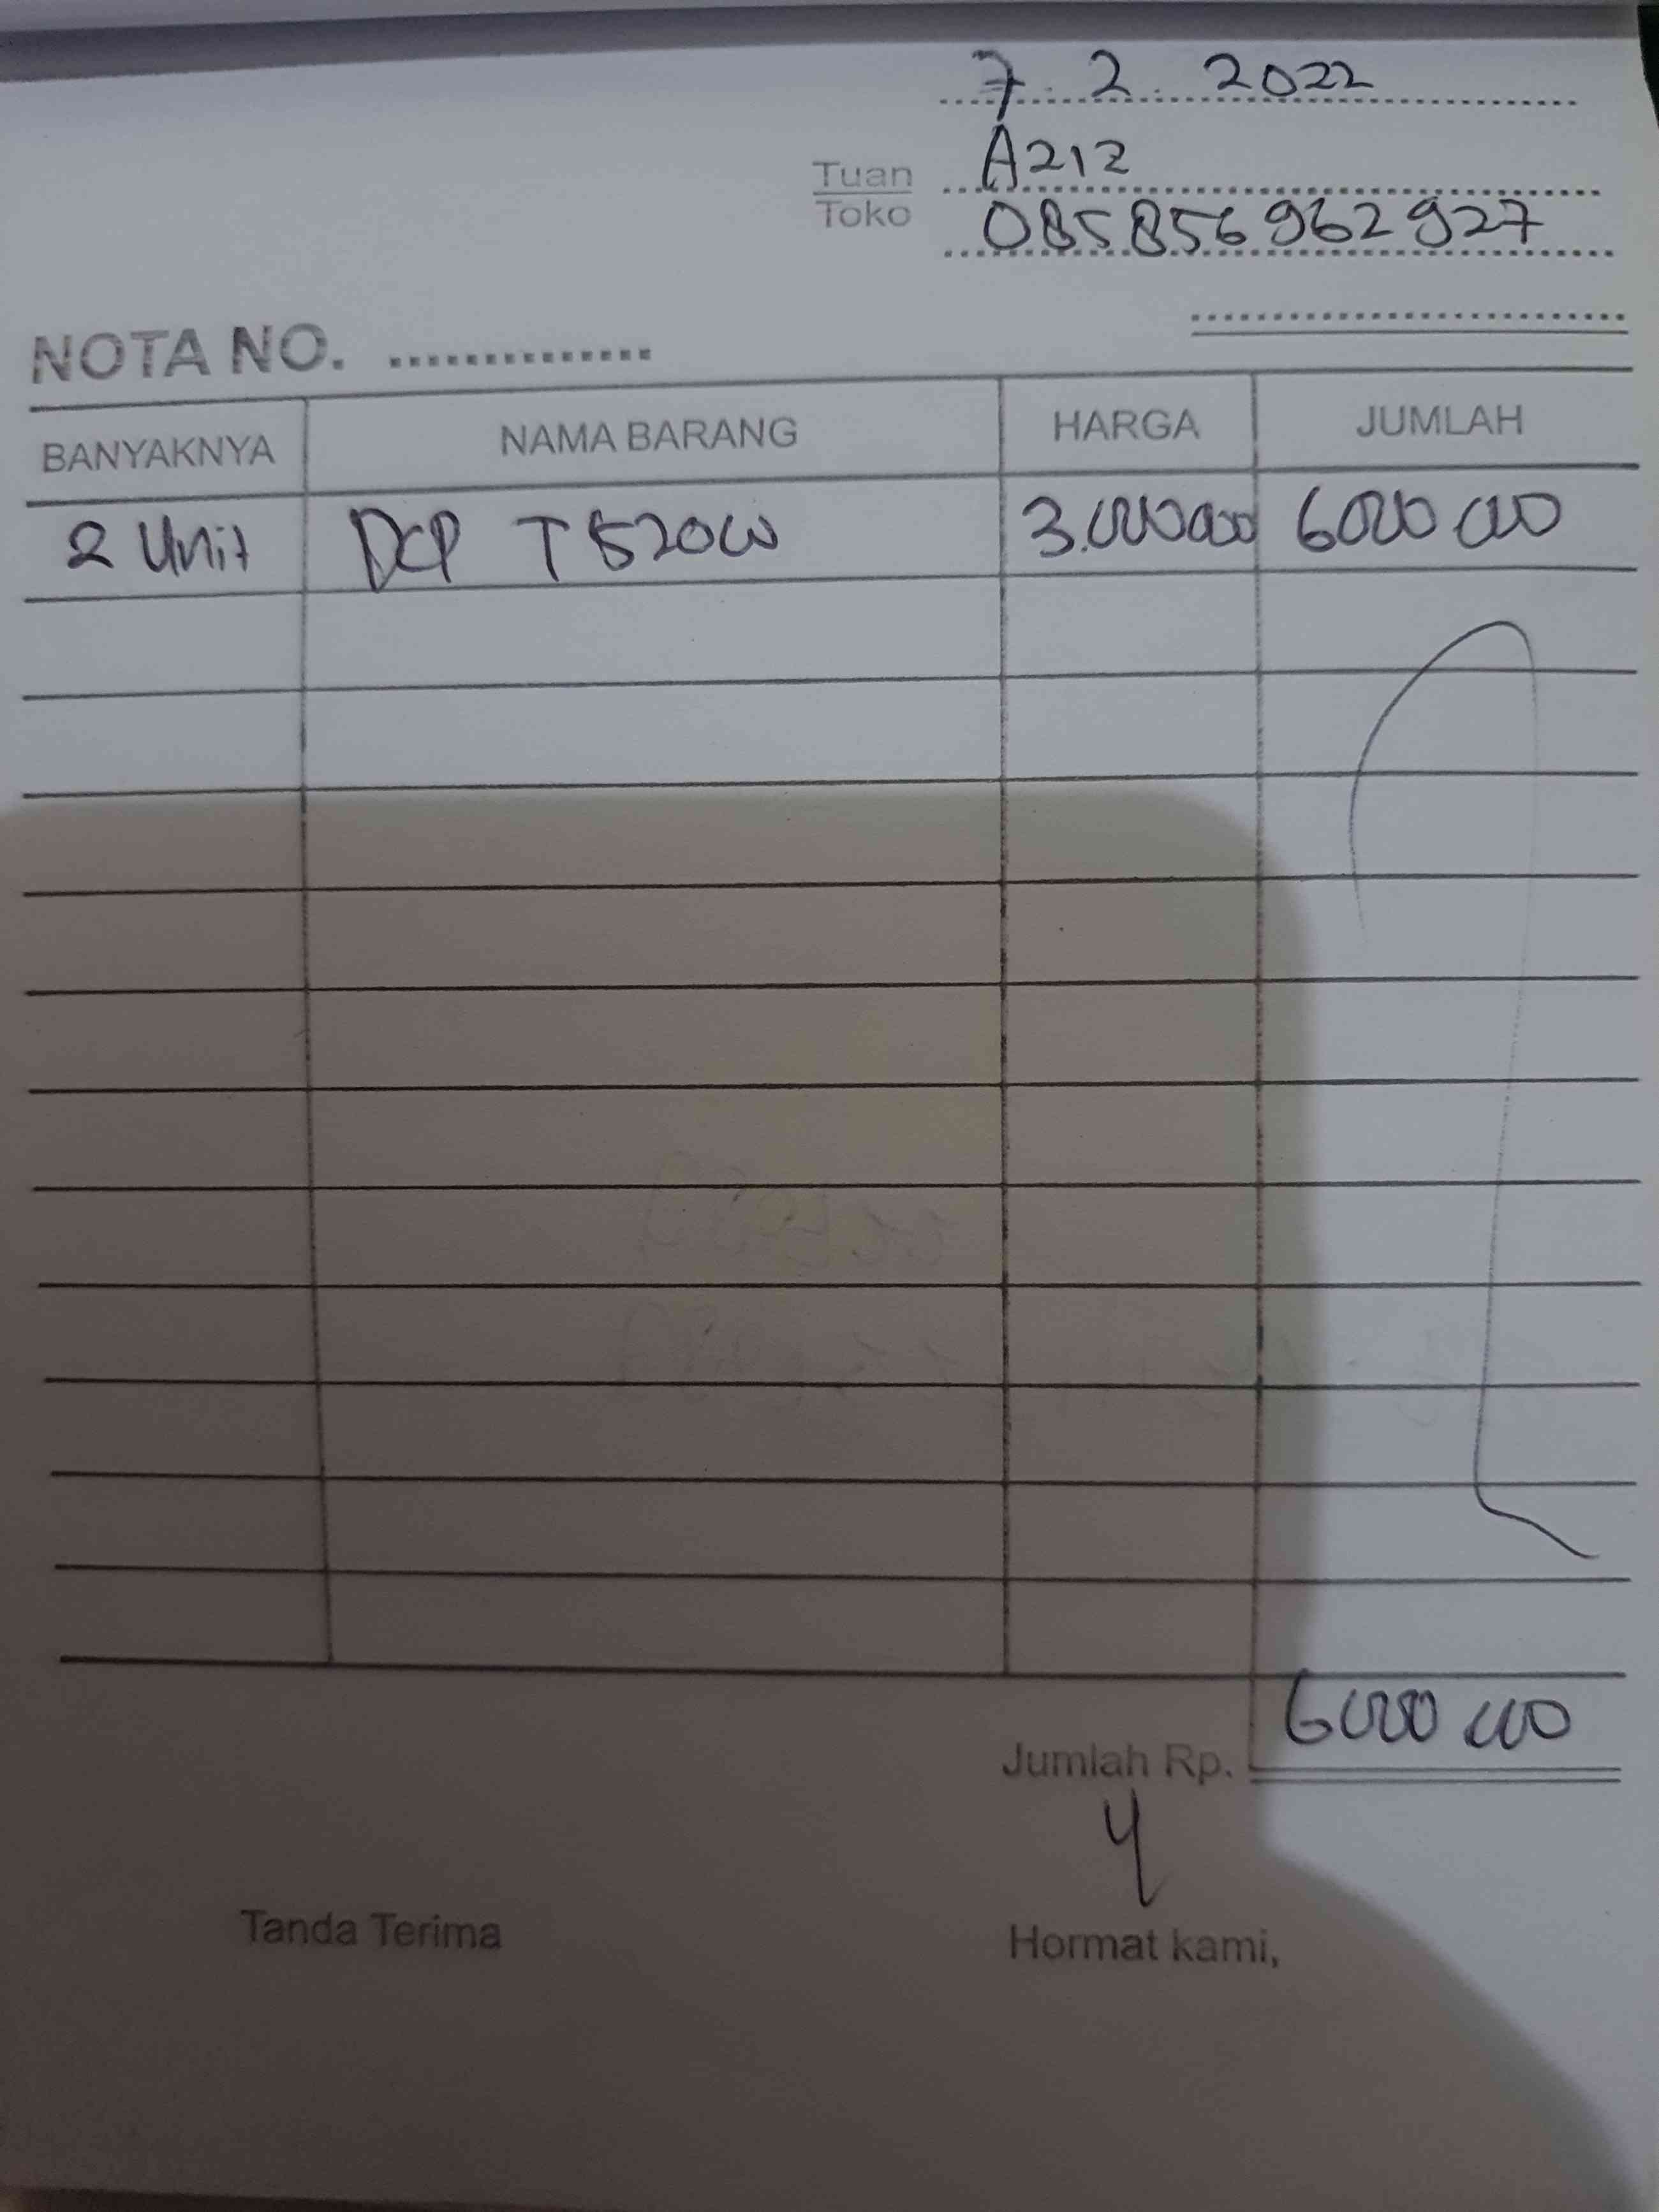 7. 2. 2022
Tuan A212
Toko 085856962927
NOTA NO. ..............
BANYAKNYA NAMA BARANG HARGA JUMLAH
2 Unit DCP T520W 3.000.000 6000 000
Jumlah Rp. 6000 000
Tanda Terima Hormat kami,